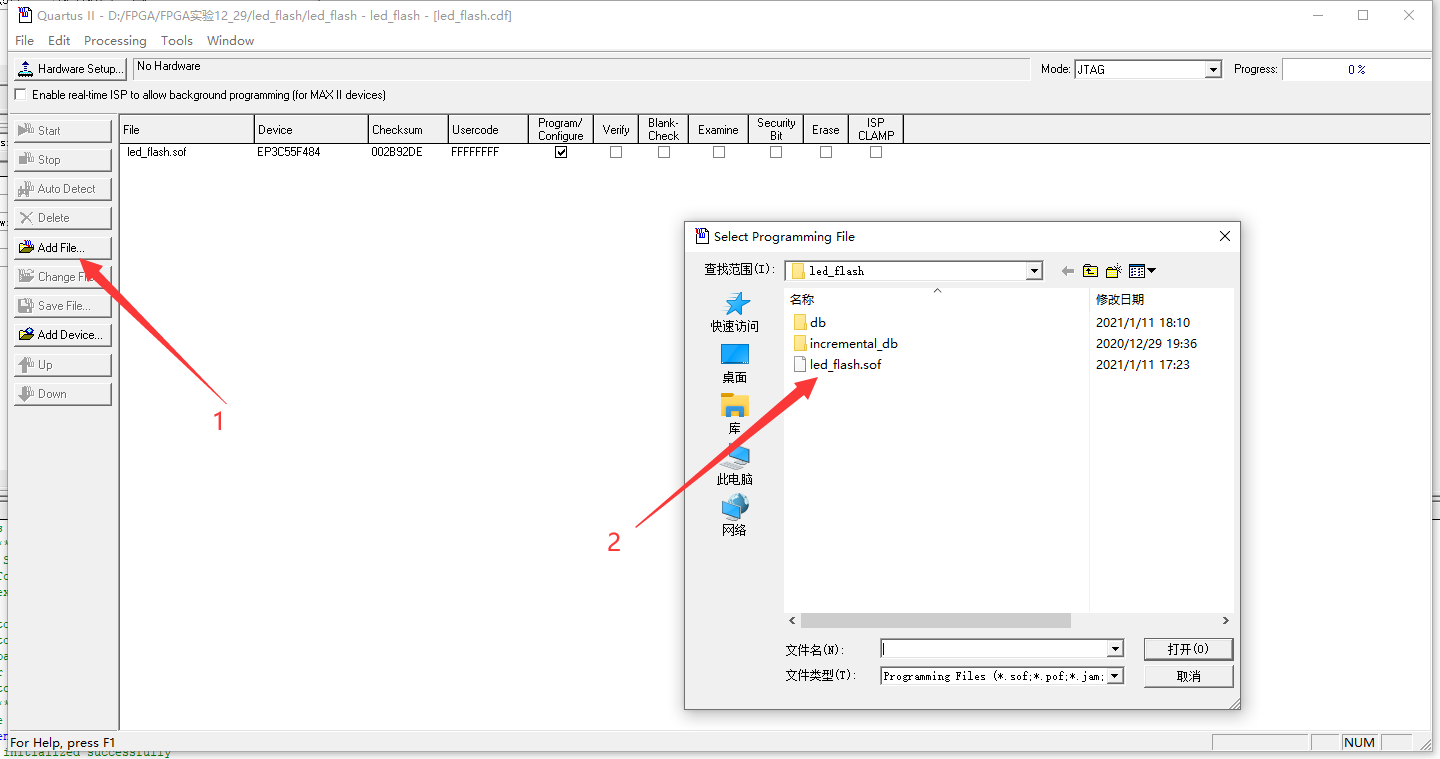 Quartus II - D:/FPGA/FPGA实验12_29/led_flash/led_flash - led_flash - [led_flash.cdf]
File Edit Processing Tools Window
Hardware Setup... No Hardware Mode: JTAG Progress: 0 %
Enable real-time ISP to allow background programming (for MAX II devices)
Start
Stop
Auto Detect
Delete
Add File...
Change
Save File...
Add Device...
Up
Down
File Device Checksum Usercode Program/ Configure Verify Blank- Check Examine Security Bit Erase ISP CLAMP
led_flash.sof EP3C55F484 002B92DE FFFFFFFF
1
Select Programming File
查找范围(I): led_flash
快速访问
桌面
库
此电脑
网络
名称 修改日期
db 2021/1/11 18:10
incremental_db 2020/12/29 19:36
led_flash.sof 2021/1/11 17:23
2
文件名(N): 打开(O)
文件类型(T): Programming Files (*.sof;*.pof;*.jam; 取消
For Help, press F1 NUM
initialized successfully